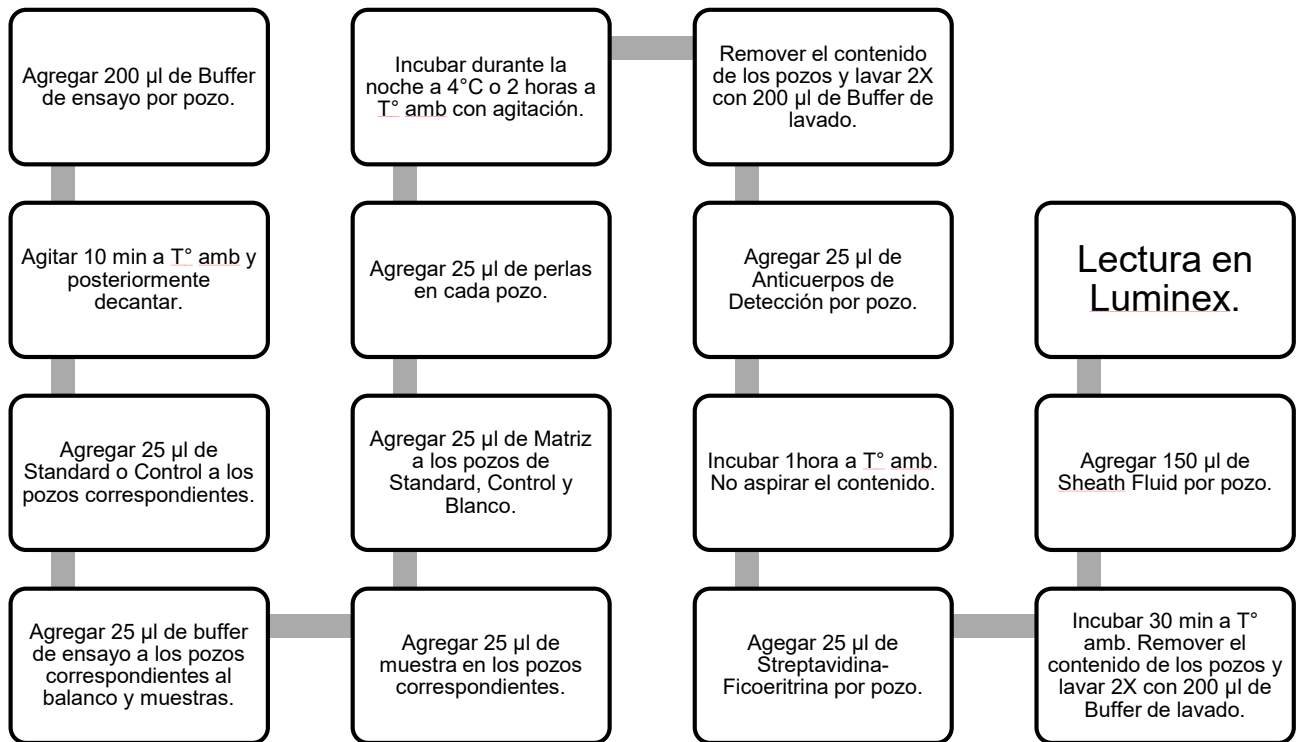 Agregar 200 µl de Buffer
de ensayo por pozo.
Agitar 10 min a T° amb y
posteriormente
decantar.
Agregar 25 µl de
Standard o Control a los
pozos correspondientes.
Agregar 25 µl de buffer
de ensayo a los pozos
correspondientes al
balanco y muestras.
Agregar 25 µl de
muestra en los pozos
correspondientes.
Agregar 25 µl de Matriz
a los pozos de
Standard, Control y
Blanco.
Agregar 25 µl de perlas
en cada pozo.
Incubar durante la
noche a 4°C o 2 horas a
T° amb con agitación.
Remover el contenido
de los pozos y lavar 2X
con 200 µl de Buffer de
lavado.
Agregar 25 µl de
Anticuerpos de
Detección por pozo.
Incubar 1hora a T° amb.
No aspirar el contenido.
Agegar 25 µl de
Streptavidina-
Ficoeritrina por pozo.
Incubar 30 min a T°
amb. Remover el
contenido de los pozos y
lavar 2X con 200 µl de
Buffer de lavado.
Agregar 150 µl de
Sheath Fluid por pozo.
Lectura en
Luminex.